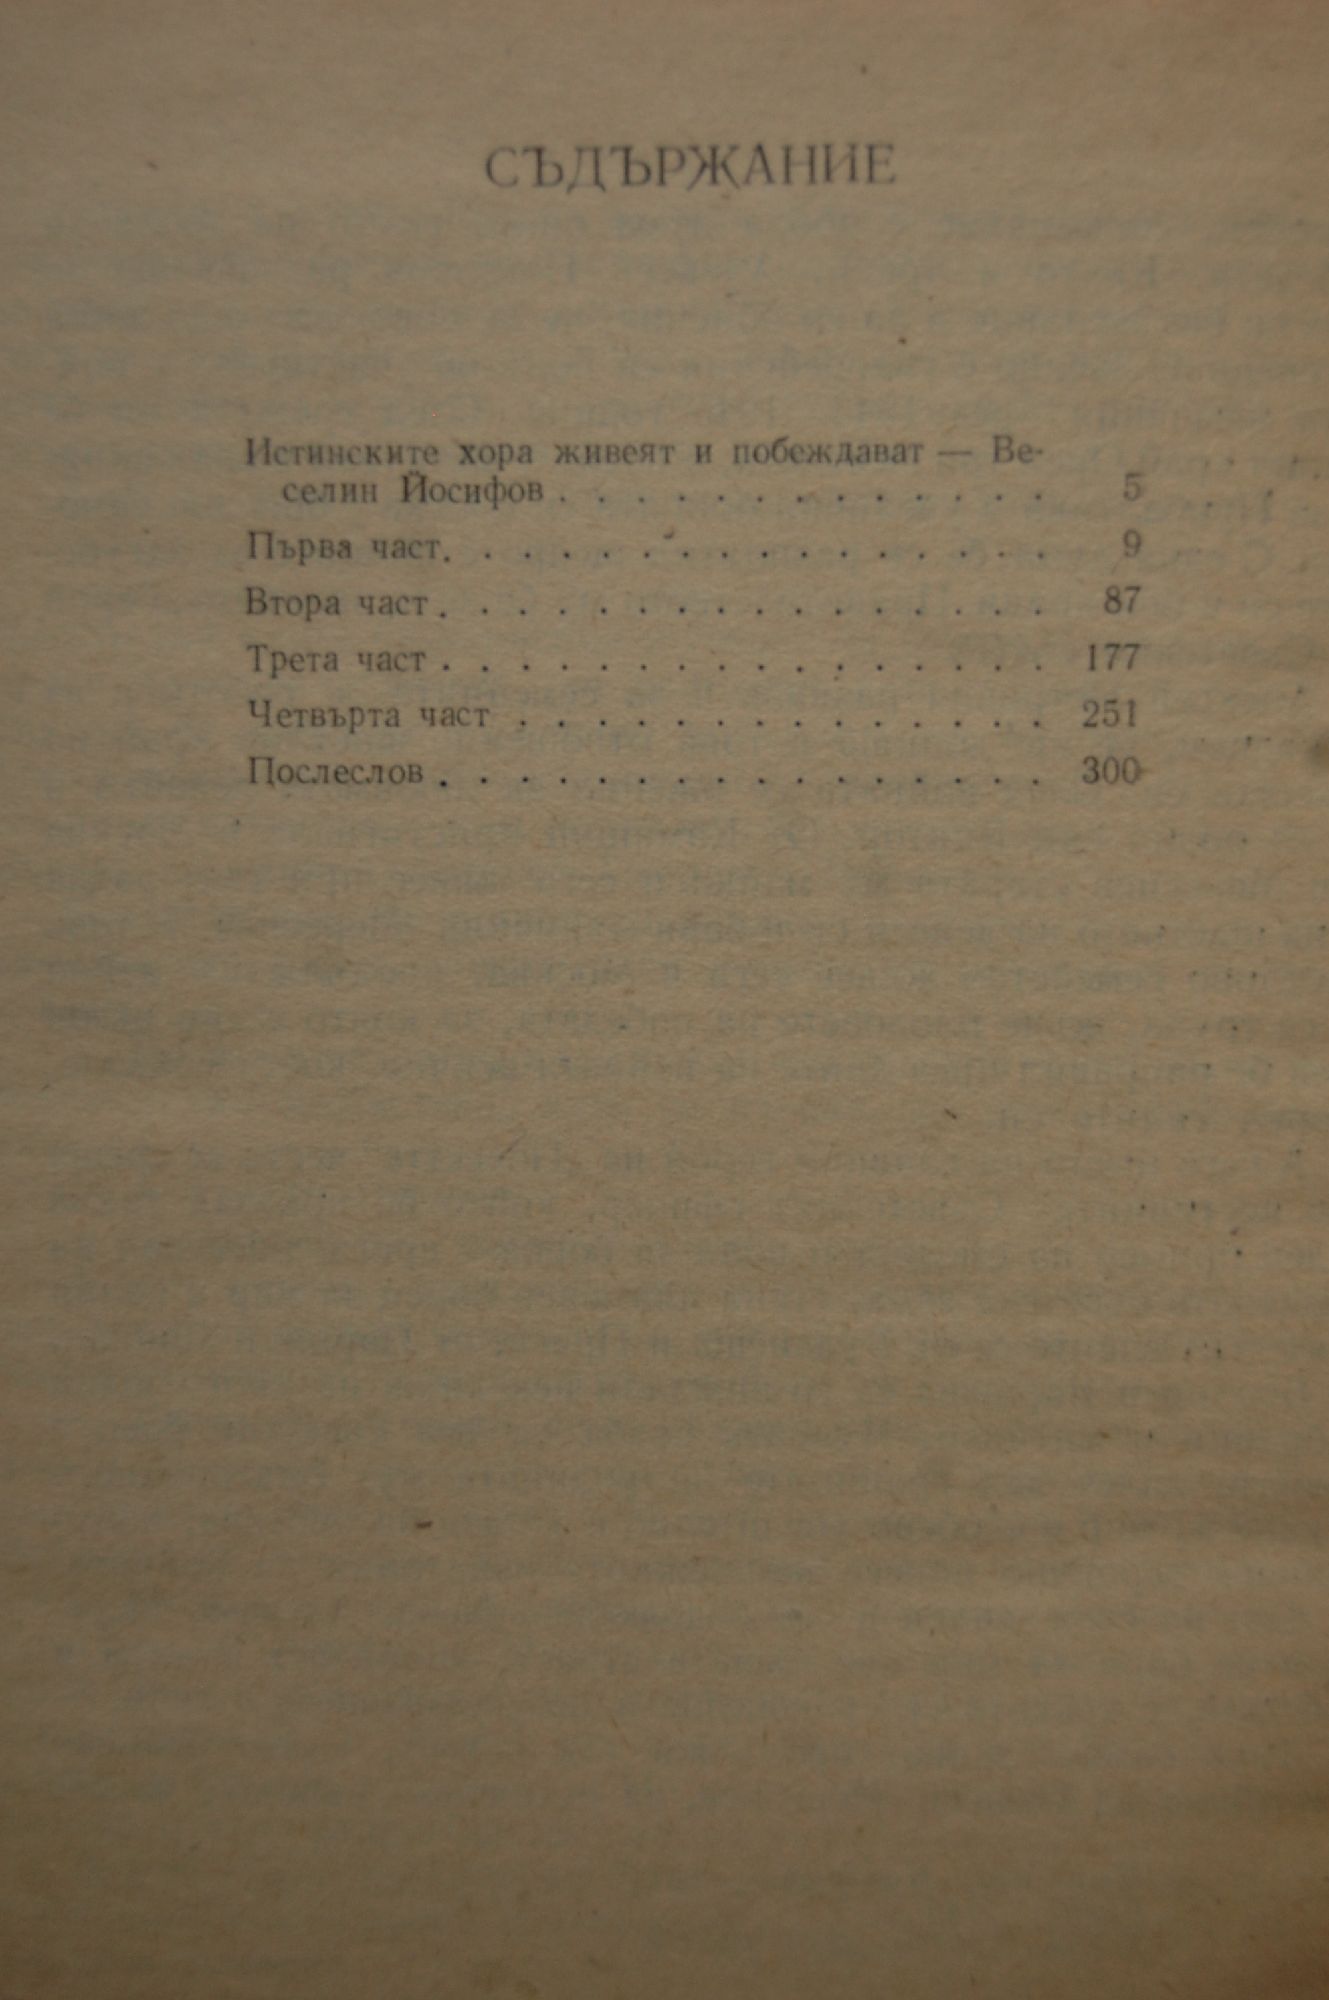 СЪДЪРЖАНИЕ
Истинските хора живеят и побеждават — Ве-
селин Йосифов . . . . . . . . . . . . . 5
Първа част. . . . . . . . . . . . . . . . 9
Втора част . . . . . . . . . . . . . . . . 87
Трета част . . . . . . . . . . . . . . . . 177
Четвърта част . . . . . . . . . . . . . . 251
Послеслов . . . . . . . . . . . . . . . . 300